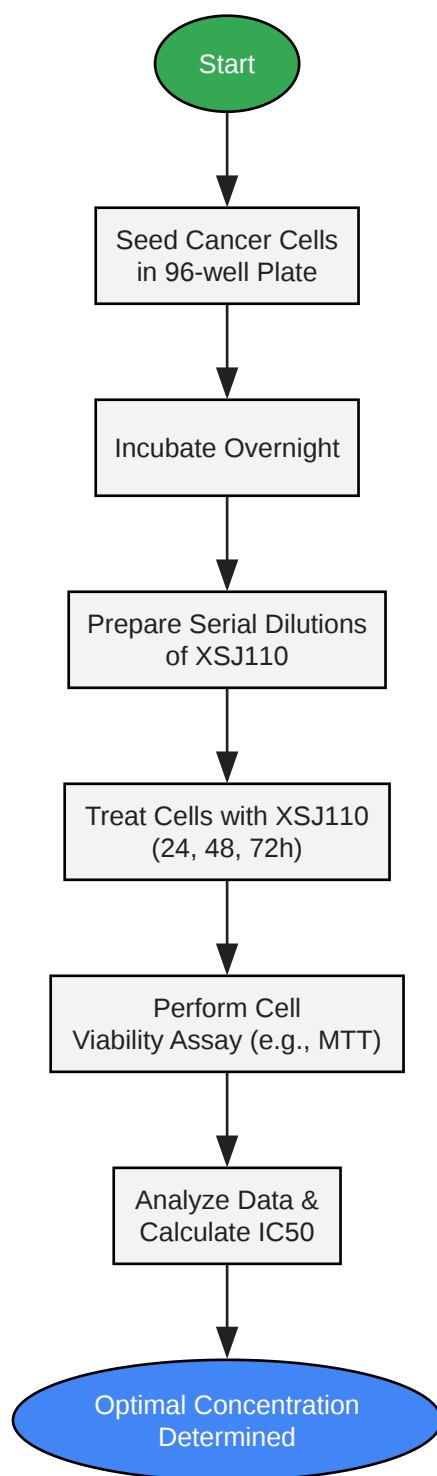 Start
Seed Cancer Cells
in 96-well Plate
Incubate Overnight
Prepare Serial Dilutions
of XSJ110
Treat Cells with XSJ110
(24, 48, 72h)
Perform Cell
Viability Assay (e.g., MTT)
Analyze Data &
Calculate IC50
Optimal Concentration
Determined